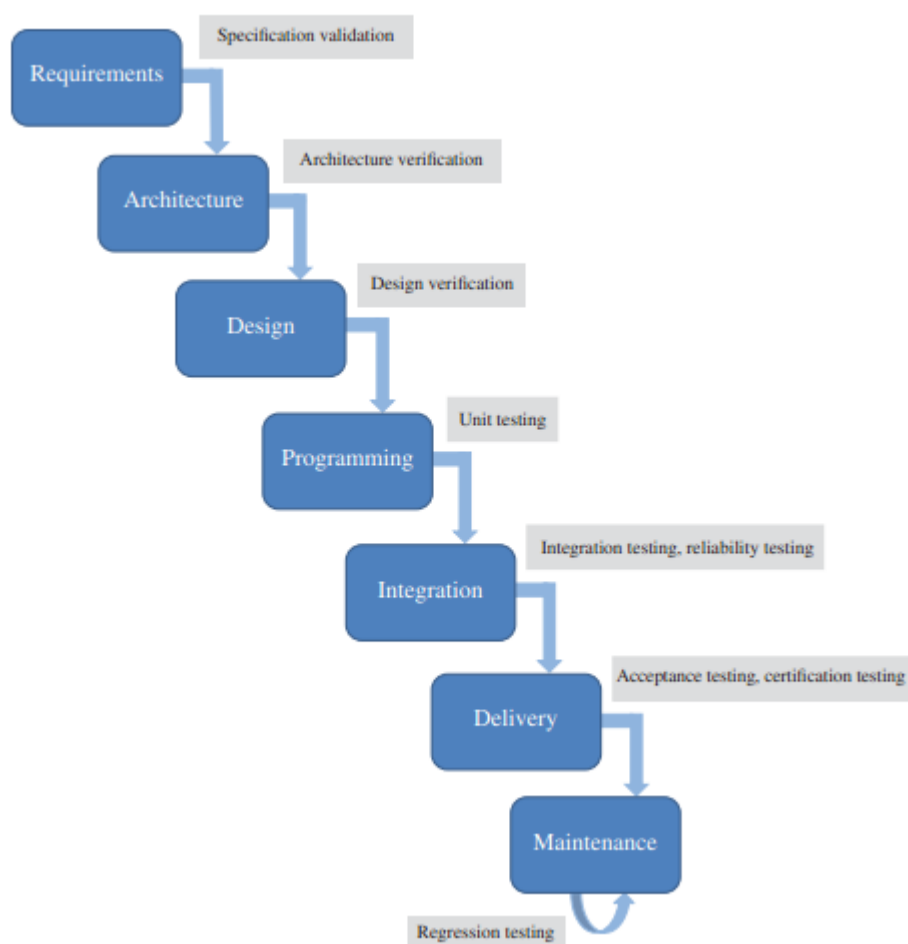 Specification validation
Requirements
Architecture verification
Architecture
Design verification
Design
Unit testing
Programming
Integration testing, reliability testing
Integration
Acceptance testing, certification testing
Delivery
Maintenance
Regression testing